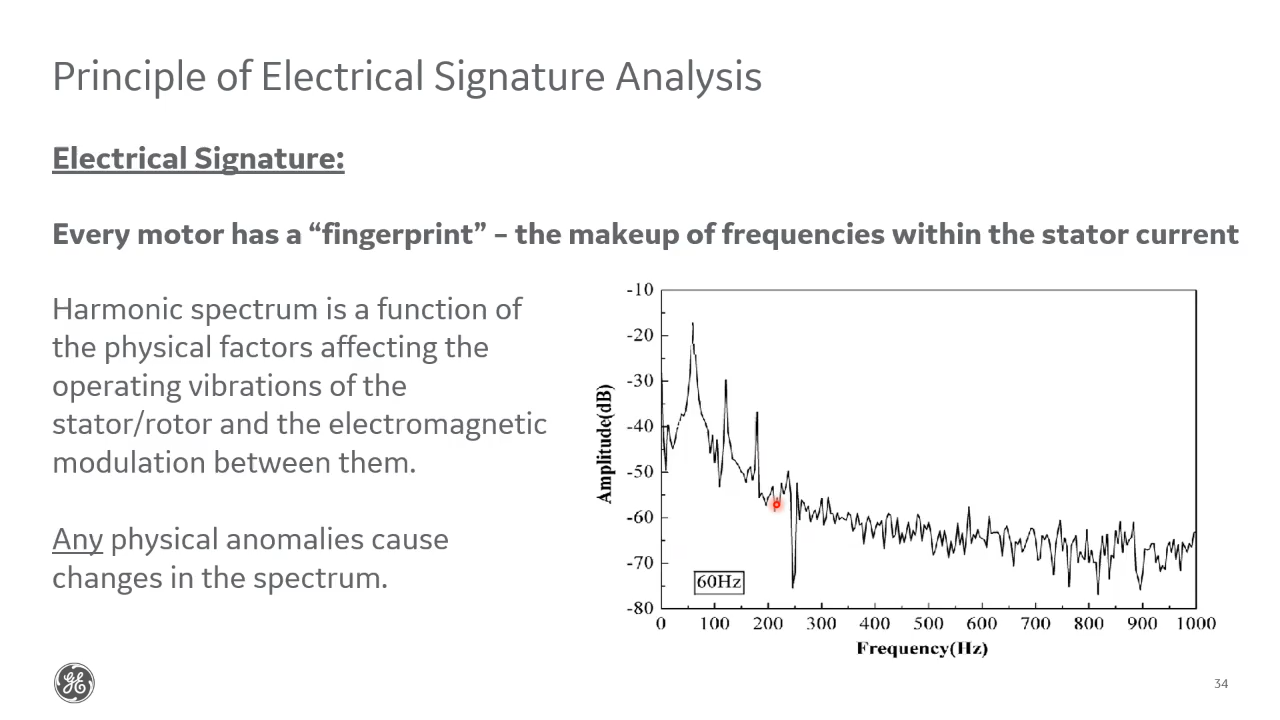 Principle of Electrical Signature Analysis
Electrical Signature:
Every motor has a “fingerprint” – the makeup of frequencies within the stator current
Harmonic spectrum is a function of
the physical factors affecting the
operating vibrations of the
stator/rotor and the electromagnetic
modulation between them.
Any physical anomalies cause
changes in the spectrum.
Amplitude(dB)
-10
-20
-30
-40
-50
-60
-70
-80
60Hz
0 100 200 300 400 500 600 700 800 900 1000
Frequency(Hz)
GE
34